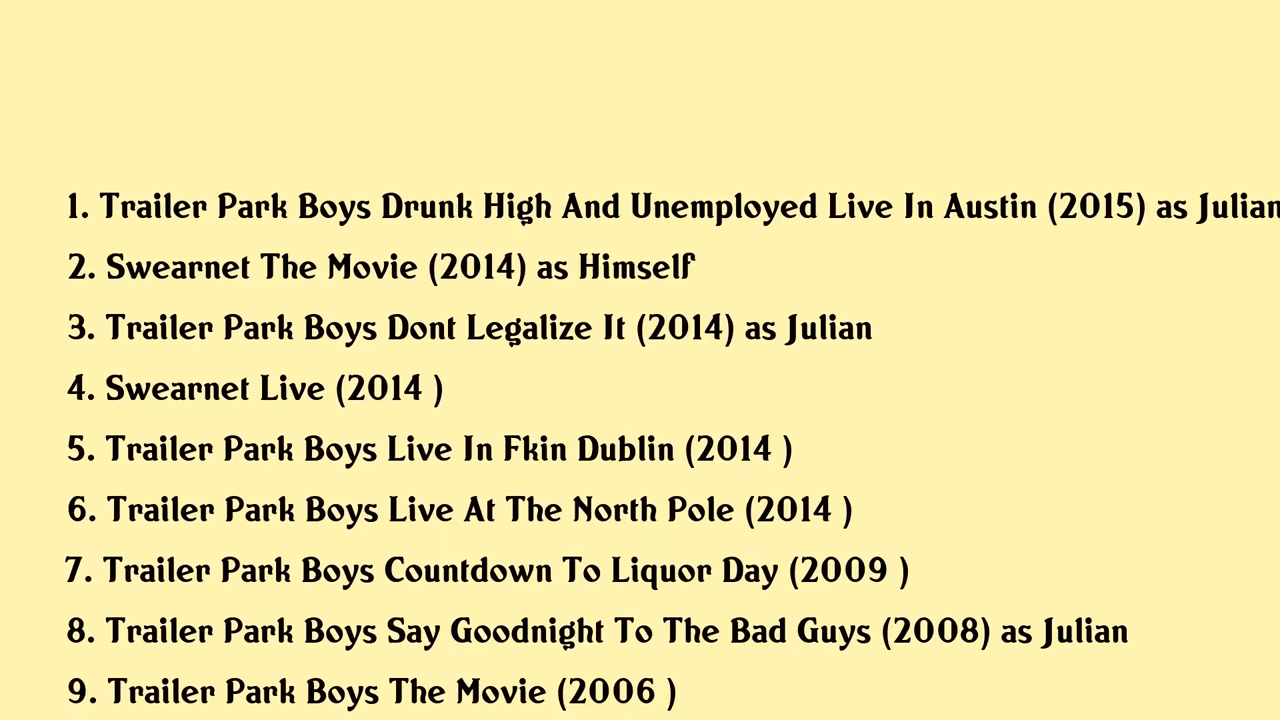 1. Trailer Park Boys Drunk High And Unemployed Live In Austin (2015) as Julian
2. Swearnet The Movie (2014) as Himself
3. Trailer Park Boys Dont Legalize It (2014) as Julian
4. Swearnet Live (2014 )
5. Trailer Park Boys Live In Fkin Dublin (2014 )
6. Trailer Park Boys Live At The North Pole (2014 )
7. Trailer Park Boys Countdown To Liquor Day (2009 )
8. Trailer Park Boys Say Goodnight To The Bad Guys (2008) as Julian
9. Trailer Park Boys The Movie (2006 )